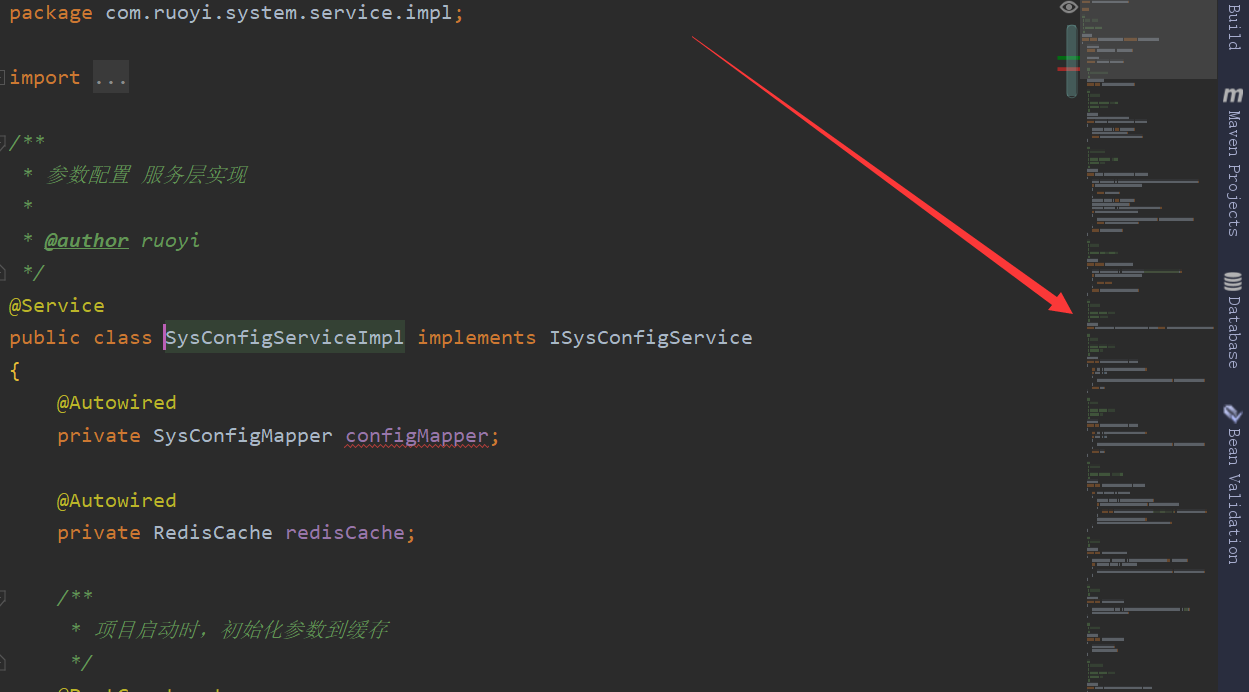 package com.ruoyi.system.service.impl;
import ...
/**
* 参数配置 服务层实现
*
* @author ruoyi
*/
@Service
public class SysConfigServiceImpl implements ISysConfigService
{
@Autowired
private SysConfigMapper configMapper;
@Autowired
private RedisCache redisCache;
/**
* 项目启动时，初始化参数到缓存
*/
Build
Maven Projects
Database
Bean Validation